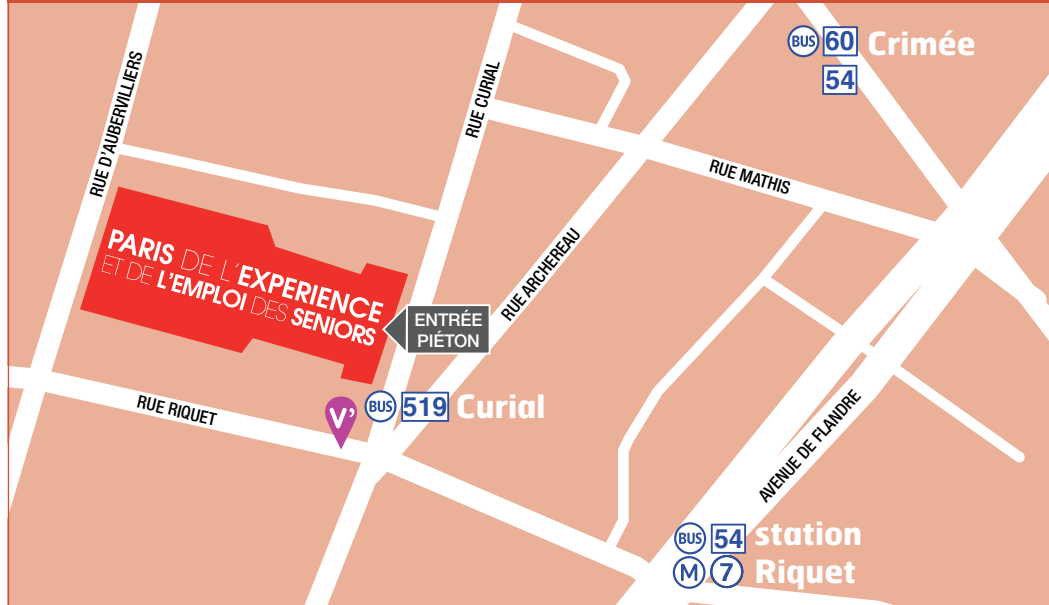 BUS 60 Crimée
54
RUE D'AUBERVILLIERS
RUE CURIAL
RUE MATHIS
PARIS DE L'EXPERIENCE
ET DE L'EMPLOI DES SENIORS
RUE ARCHEREAU
ENTRÉE
PIÉTON
RUE RIQUET
V'
BUS 519 Curial
AVENUE DE FLANDRE
BUS 54 station
M 7 Riquet